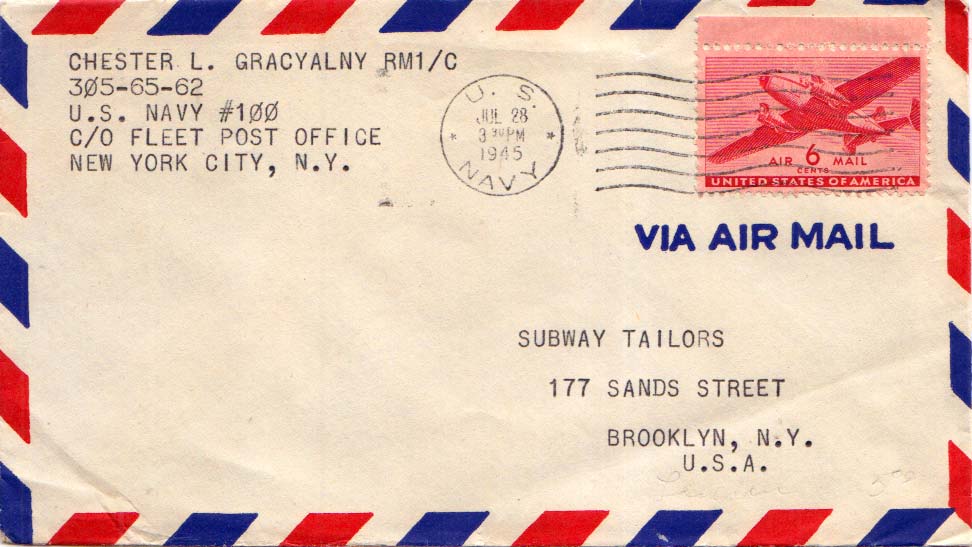 CHESTER L. GRACYALNY RM1/C
3Ø5-65-62
U.S. NAVY #1ØØ
C/O FLEET POST OFFICE
NEW YORK CITY, N.Y.
U. S.
JUL 28
3 30 PM
1945
NAVY
AIR 6 MAIL
CENTS
UNITED STATES OF AMERICA
VIA AIR MAIL
SUBWAY TAILORS
177 SANDS STREET
BROOKLYN, N.Y.
U.S.A.